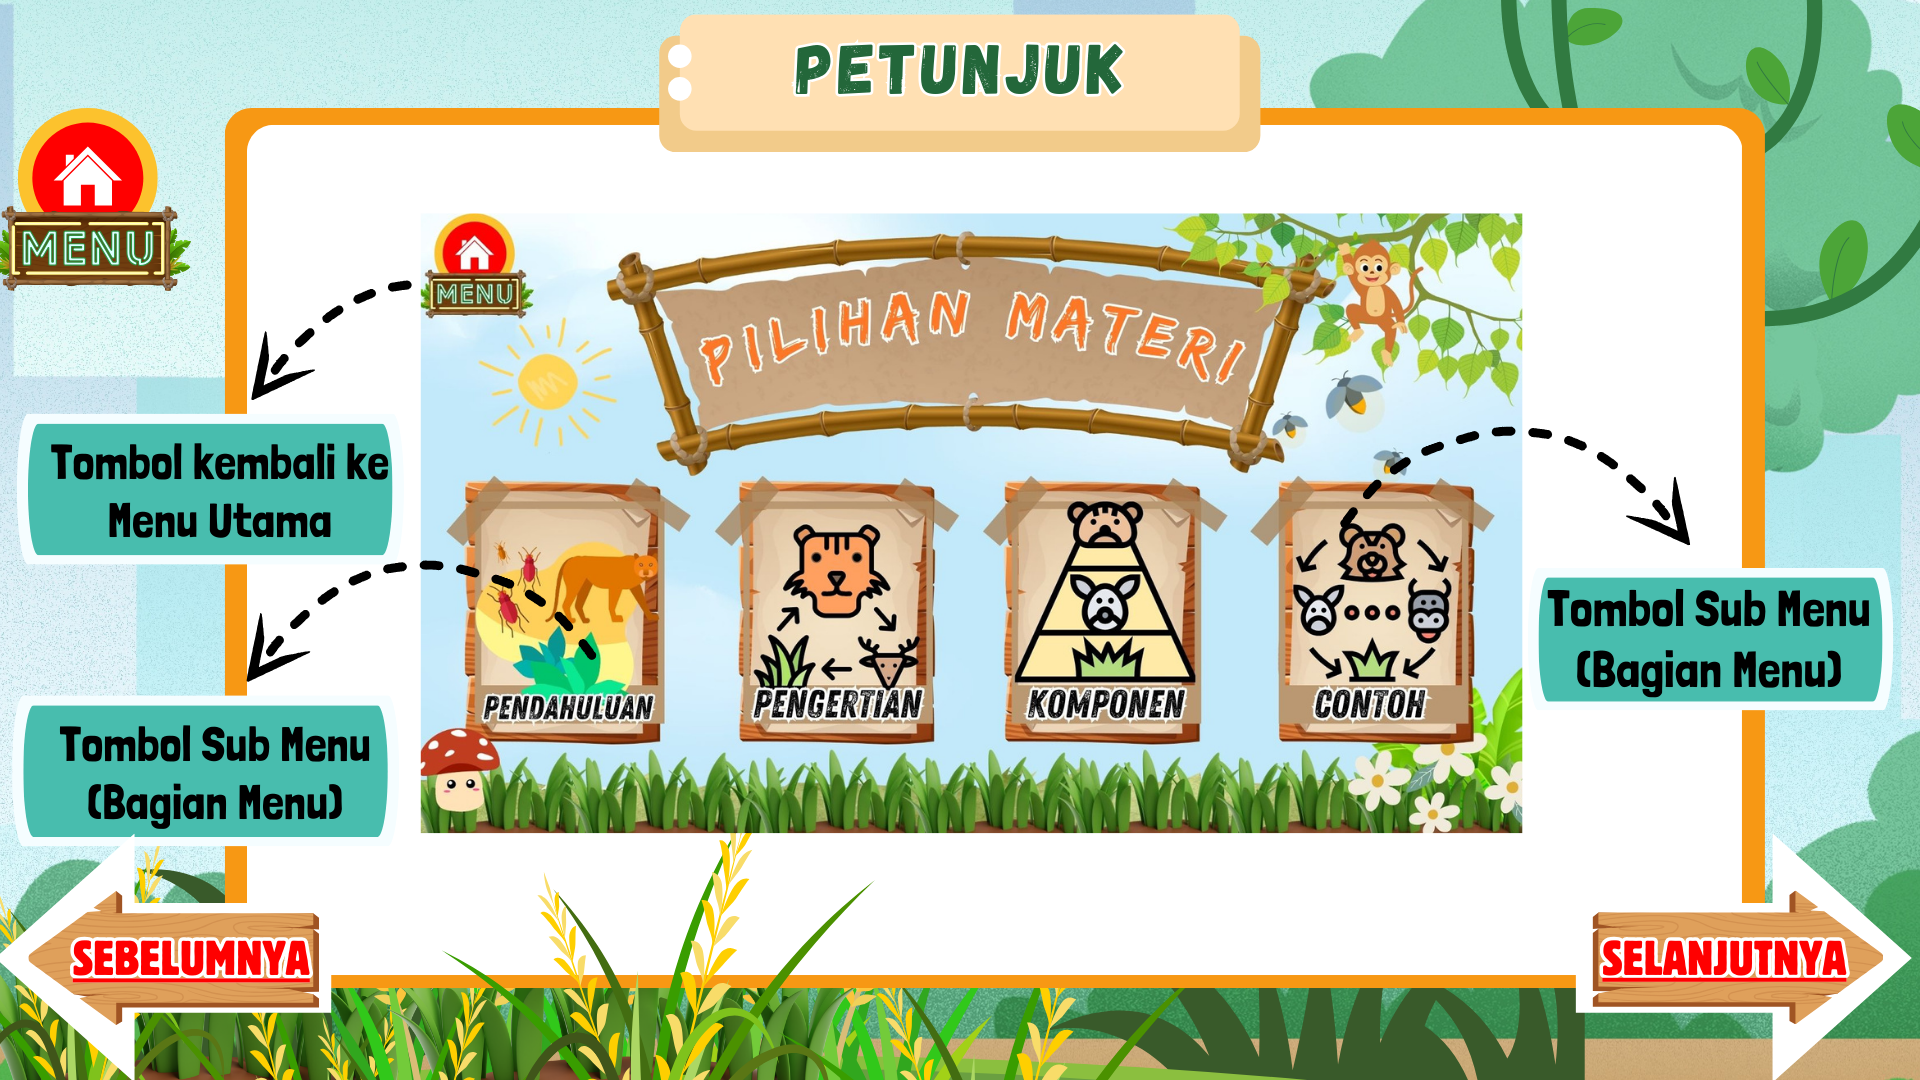 PETUNJUK
MENU
MENU
PILIHAN MATERI
Tombol kembali ke
Menu Utama
Tombol Sub Menu
(Bagian Menu)
PENDAHULUAN
PENGERTIAN
KOMPONEN
CONTOH
Tombol Sub Menu
(Bagian Menu)
SEBELUMNYA
SELANJUTNYA